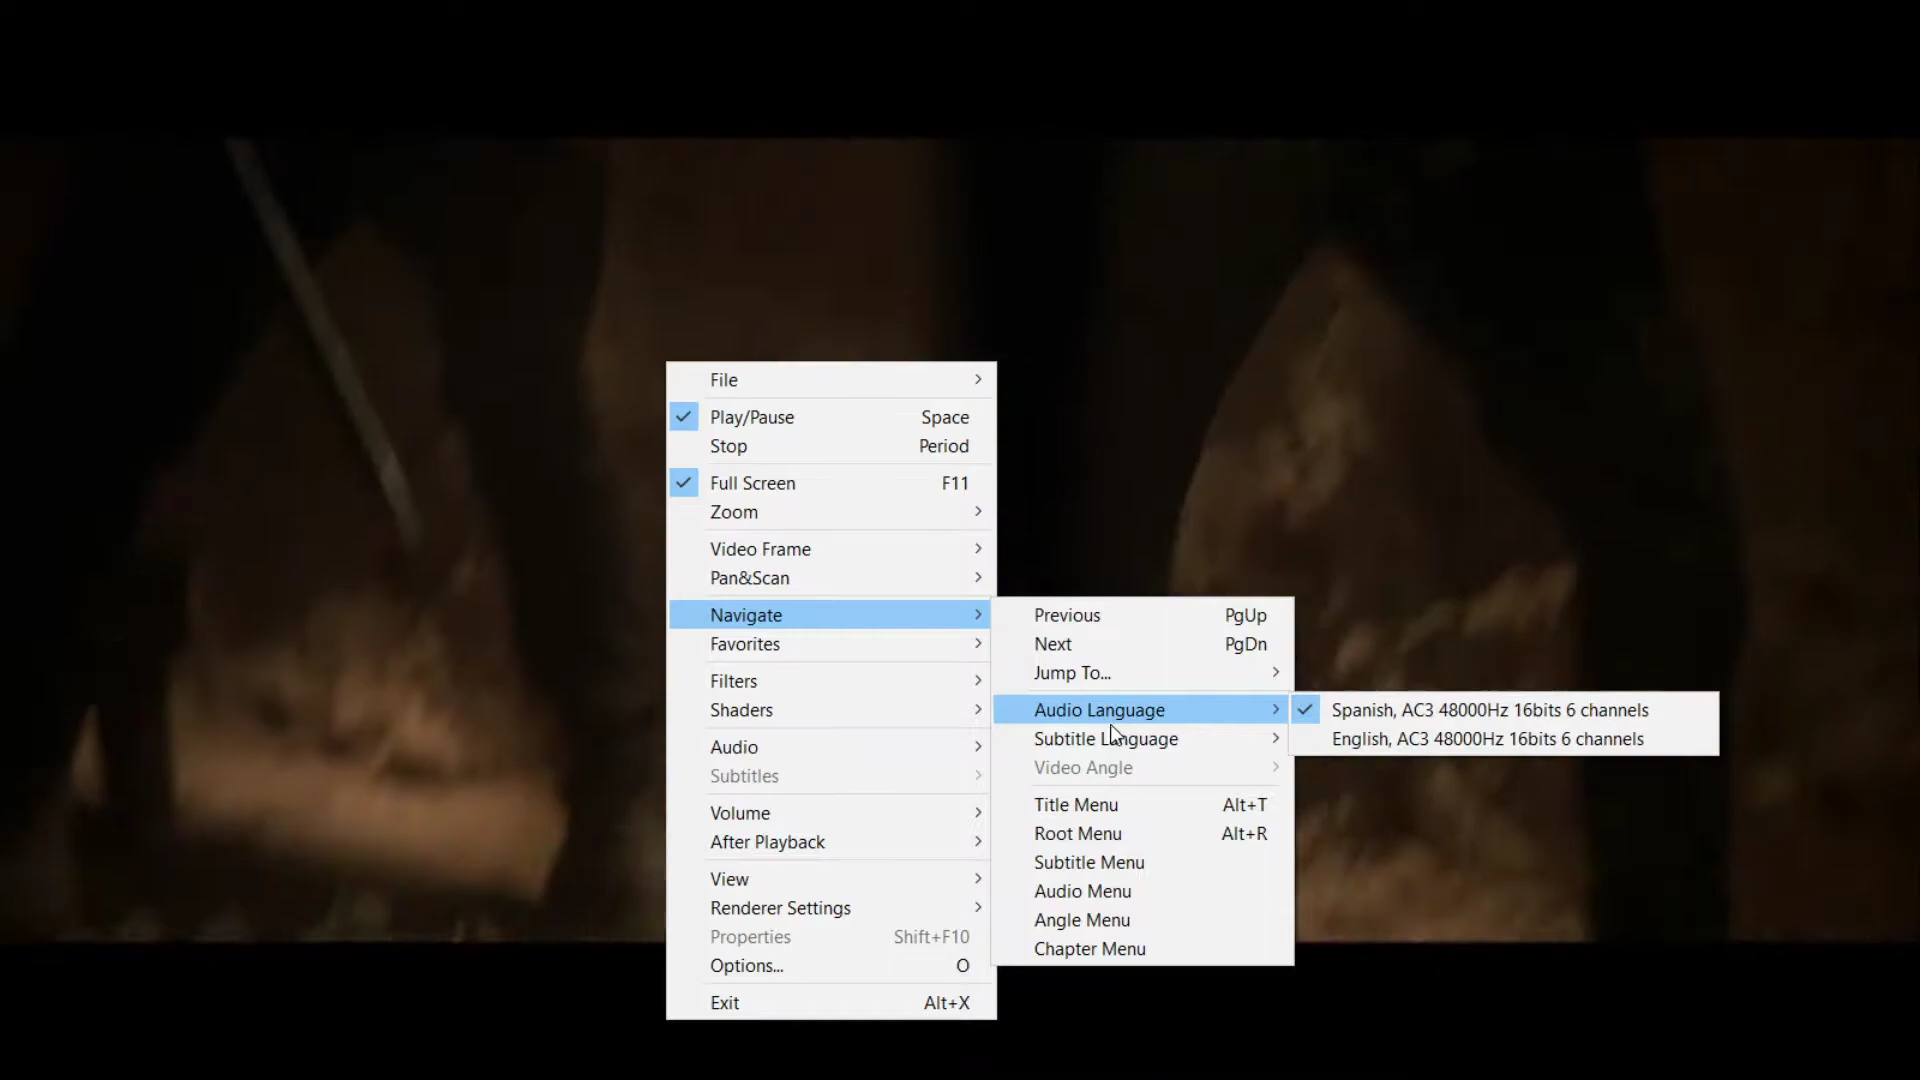 File
Play/Pause Space
Stop Period
Full Screen F11
Zoom
Video Frame
Pan&Scan
Navigate
Favorites
Filters
Shaders
Audio
Subtitles
Volume
After Playback
View
Renderer Settings
Properties Shift+F10
Options... O
Exit Alt+X
Previous PgUp
Next PgDn
Jump To...
Audio Language
Subtitle Language
Video Angle
Title Menu Alt+T
Root Menu Alt+R
Subtitle Menu
Audio Menu
Angle Menu
Chapter Menu
Spanish, AC3 48000Hz 16bits 6 channels
English, AC3 48000Hz 16bits 6 channels